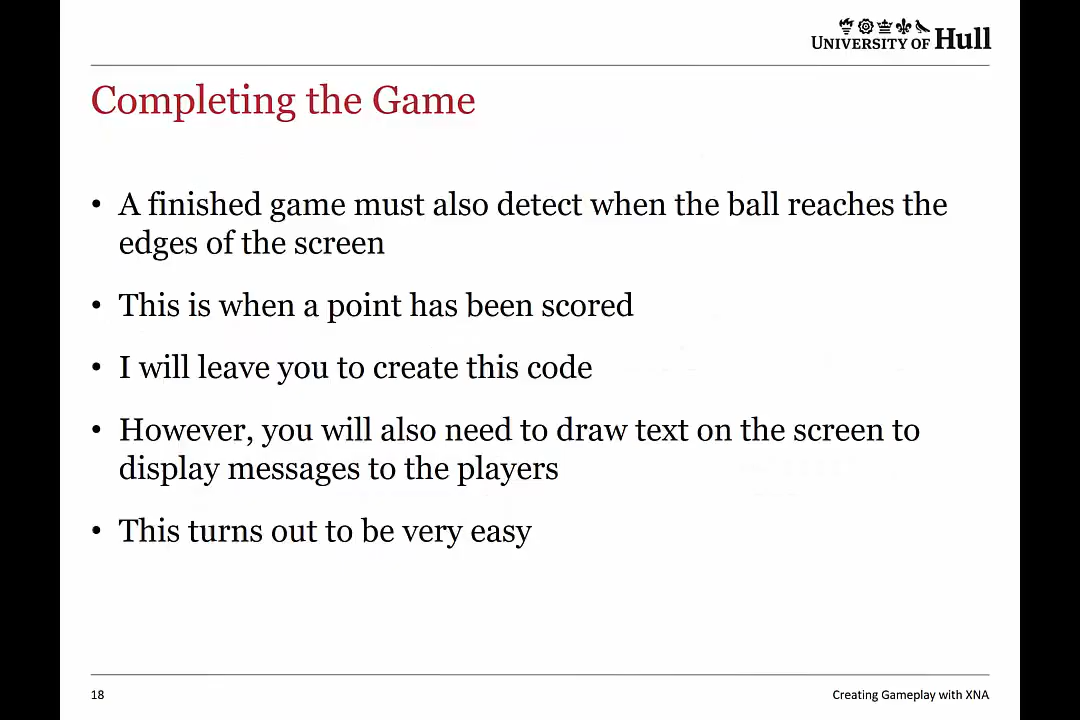 UNIVERSITY OF Hull
Completing the Game
• A finished game must also detect when the ball reaches the
edges of the screen
• This is when a point has been scored
• I will leave you to create this code
• However, you will also need to draw text on the screen to
display messages to the players
• This turns out to be very easy
18
Creating Gameplay with XNA